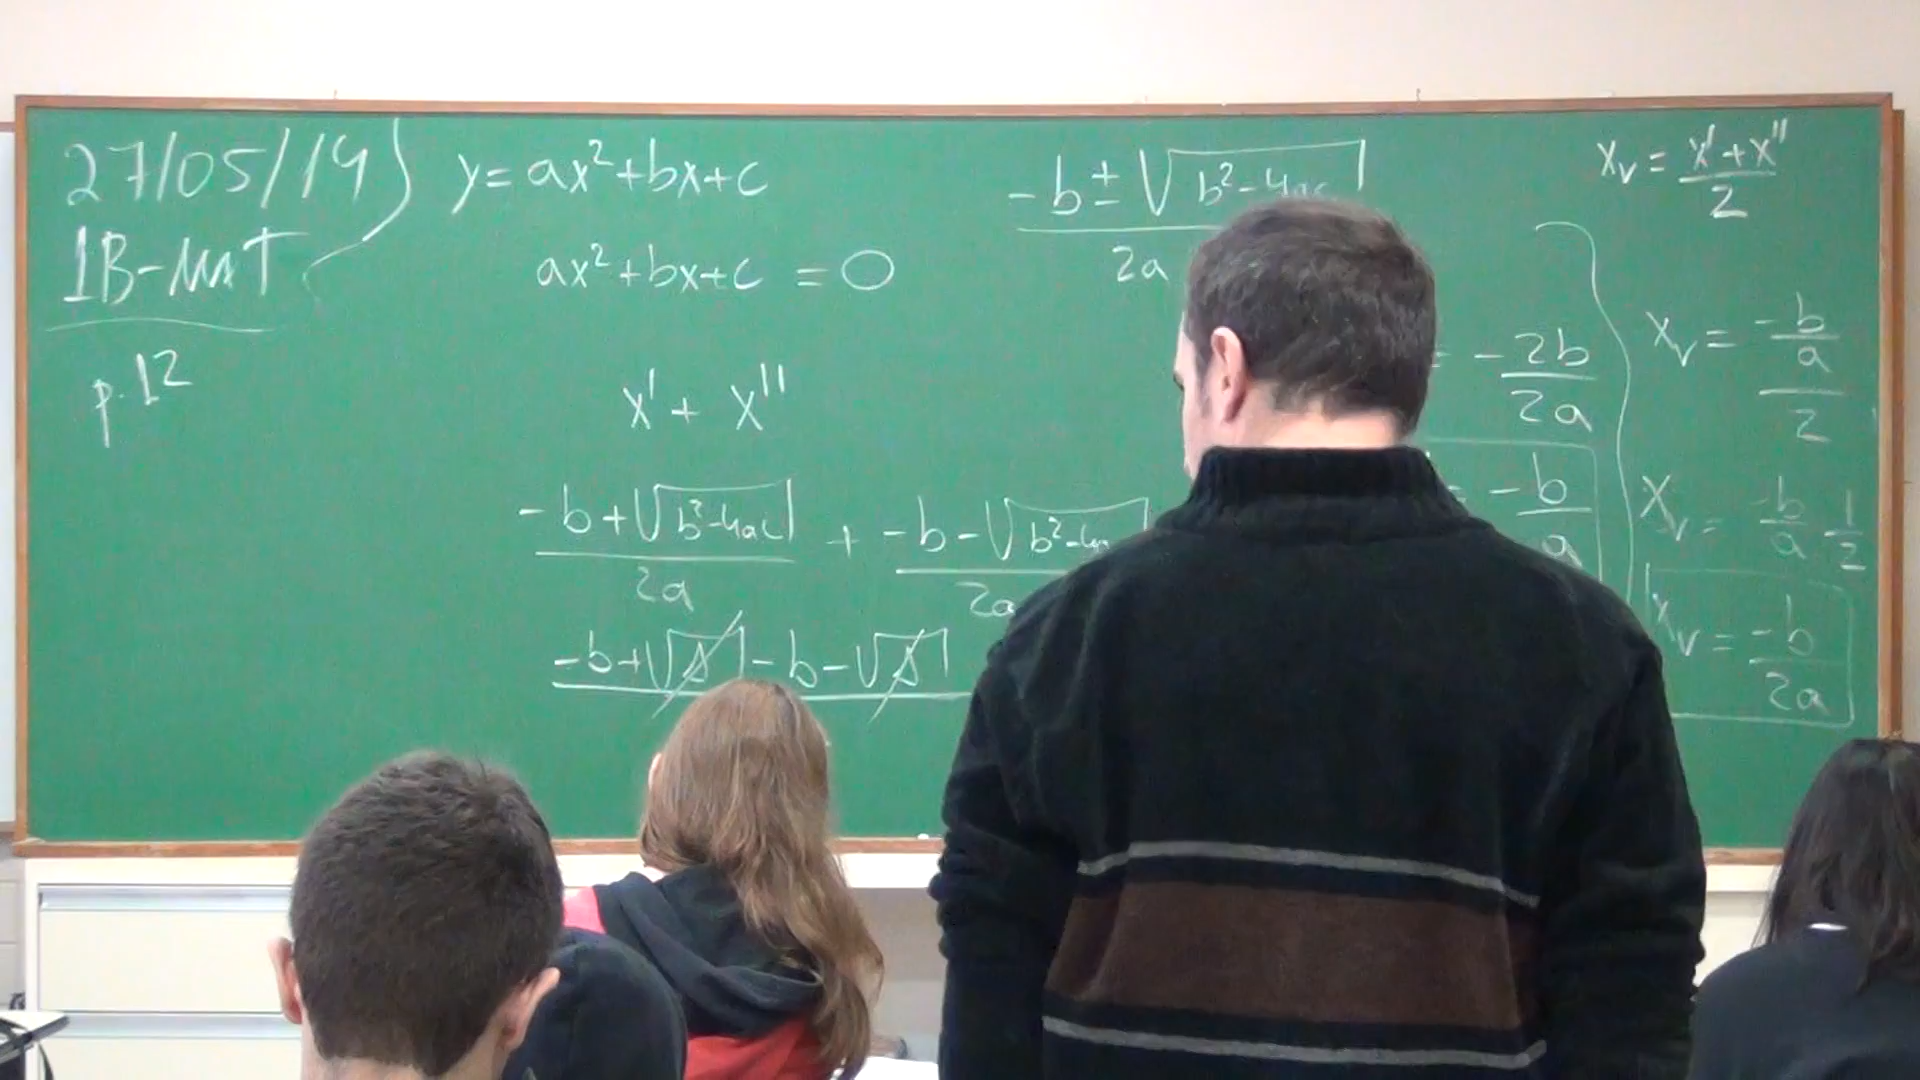 27/05/19
1B-MAT
p.12
y = ax²+bx+c
ax²+bx+c = 0
x' + x''
-b+√b²-4ac / 2a + -b-√b²-4ac / 2a
-b+√Δ - b-√Δ
-b ± √b²-4ac / 2a
= -2b / 2a
= -b / a
xv = x'+x'' / 2
xv = -b / a / 2
xv = -b / a · 1 / 2
xv = -b / 2a